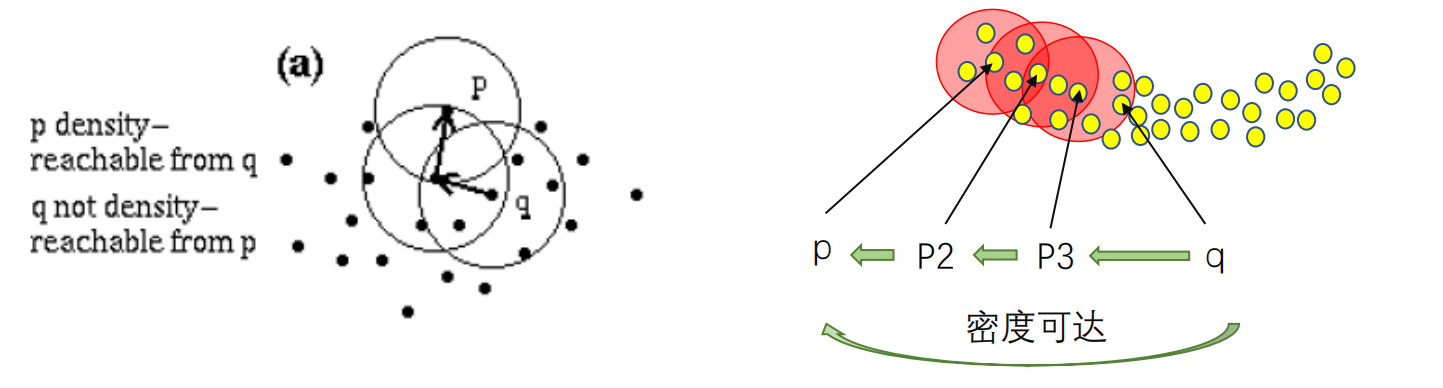 (a)
p
p density–
reachable from q
q not density–
reachable from p
q
p
P2
P3
q
密度可达